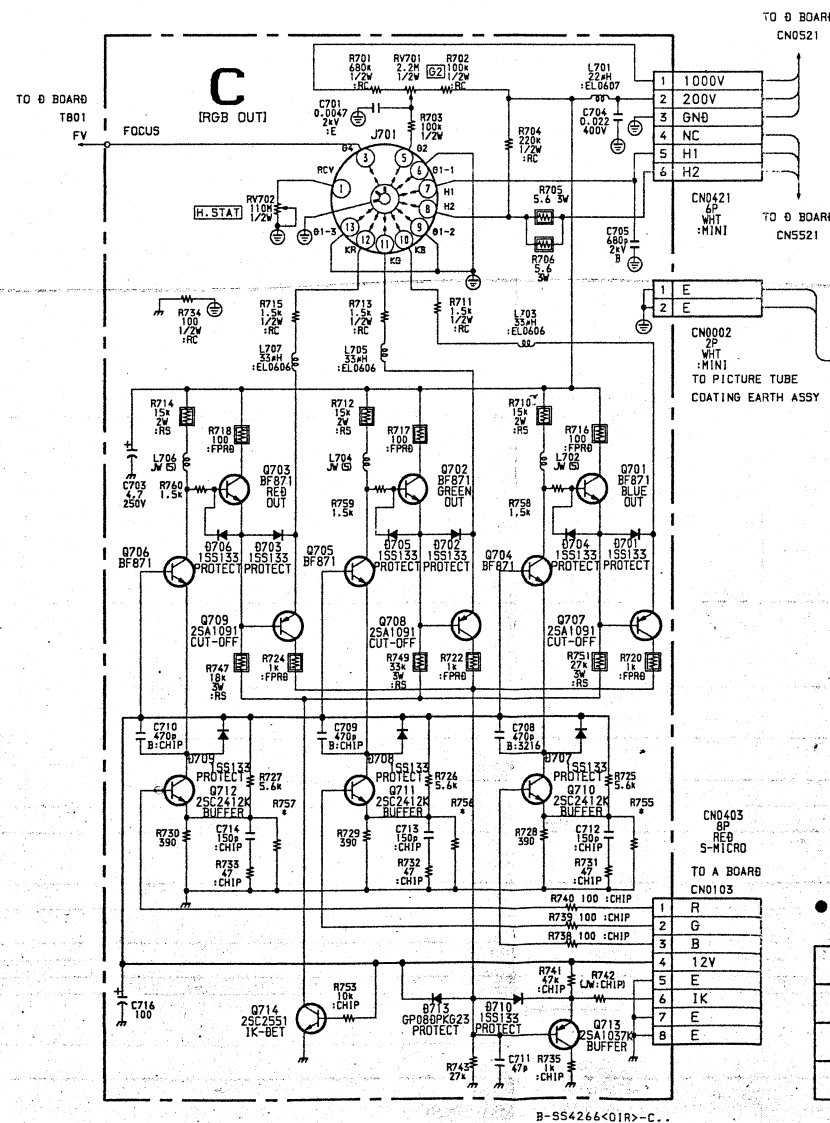 TO D BOARD
CN0521
C
[RGB OUT]
TO D BOARD
T801
FV
FOCUS
R701
680k
1/2W
:RC
RV701
2.2M
1/2W
G2
R702
100k
1/2W
:RC
C701
0.0047
2kV
:E
R703
100k
1/2W
J701
L701
22µH
:EL0607
C704
0.022
400V
R704
220k
1/2W
:RC
1 1000V
2 200V
3 GND
4 NC
5 H1
6 H2
CN0421
6P
WHT
:MINI
TO D BOARD
CN5521
G4
3
5
G2
6
G1-1
RCV
1
7
H1
8
H2
9
G1-2
10
KB
11
KG
12
KR
13
G1-3
RV702
110M
1/2W
H.STAT
R705
5.6 3W
R706
5.6
3W
C705
680p
2kV
B
1 E
2 E
CN0002
2P
WHT
:MINI
TO PICTURE TUBE
COATING EARTH ASSY
R734
100
1/2W
:RC
R715
1.5k
1/2W
:RC
R713
1.5k
1/2W
:RC
R711
1.5k
1/2W
:RC
L707
33µH
:EL0606
L705
33µH
:EL0606
L703
33µH
:EL0606
R714
15k
2W
:RS
R718
100
:FPRD
R712
15k
2W
:RS
R717
100
:FPRD
R710
15k
2W
:RS
R716
100
:FPRD
L706
JW 5
L704
JW 5
L702
JW 5
C703
4.7
250V
R760
1.5k
Q703
BF871
RED
OUT
R759
1.5k
Q702
BF871
GREEN
OUT
R758
1.5k
Q701
BF871
BLUE
OUT
Q706
BF871
D706
1SS133
PROTECT
D703
1SS133
PROTECT
Q705
BF871
D705
1SS133
PROTECT
D702
1SS133
PROTECT
Q704
BF871
D704
1SS133
PROTECT
D701
1SS133
PROTECT
Q709
2SA1091
CUT-OFF
Q708
2SA1091
CUT-OFF
Q707
2SA1091
CUT-OFF
R747
18k
3W
:RS
R724
1k
:FPRD
R749
33k
3W
:RS
R722
1k
:FPRD
R751
27k
3W
:RS
R720
1k
:FPRD
C710
470p
B:CHIP
C709
470p
B:CHIP
C708
470p
B:3216
D709
1SS133
PROTECT
D708
1SS133
PROTECT
D707
1SS133
PROTECT
Q712
2SC2412K
BUFFER
R727
5.6k
R757
*
Q711
2SC2412K
BUFFER
R726
5.6k
R756
*
Q710
2SC2412K
BUFFER
R725
5.6k
R755
*
R730
390
C714
150p
:CHIP
R733
47
:CHIP
R729
390
C713
150p
:CHIP
R732
47
:CHIP
R728
390
C712
150p
:CHIP
R731
47
:CHIP
CN0403
8P
RED
S-MICRO
TO A BOARD
CN0103
R740 100 :CHIP
R739 100 :CHIP
R738 100 :CHIP
1 R
2 G
3 B
4 12V
5 E
6 IK
7 E
8 E
C716
100
Q714
2SC2551
IK-DET
R753
10k
:CHIP
D713
GP08DPKG23
PROTECT
D710
1SS133
PROTECT
R741
47k
:CHIP
R742
(JW:CHIP)
Q713
2SA1037K
BUFFER
R743
27k
C711
47p
R735
1k
:CHIP
B-SS4266<01R>-C..